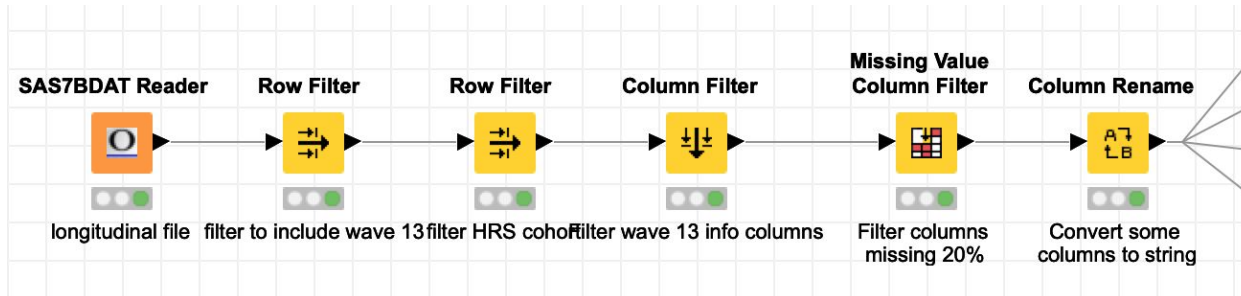 SAS7BDAT Reader
Row Filter
Row Filter
Column Filter
Missing Value
Column Filter
Column Rename
O
A
B
longitudinal file
filter to include wave 13
filter HRS cohort
Filter wave 13 info columns
Filter columns
missing 20%
Convert some
columns to string